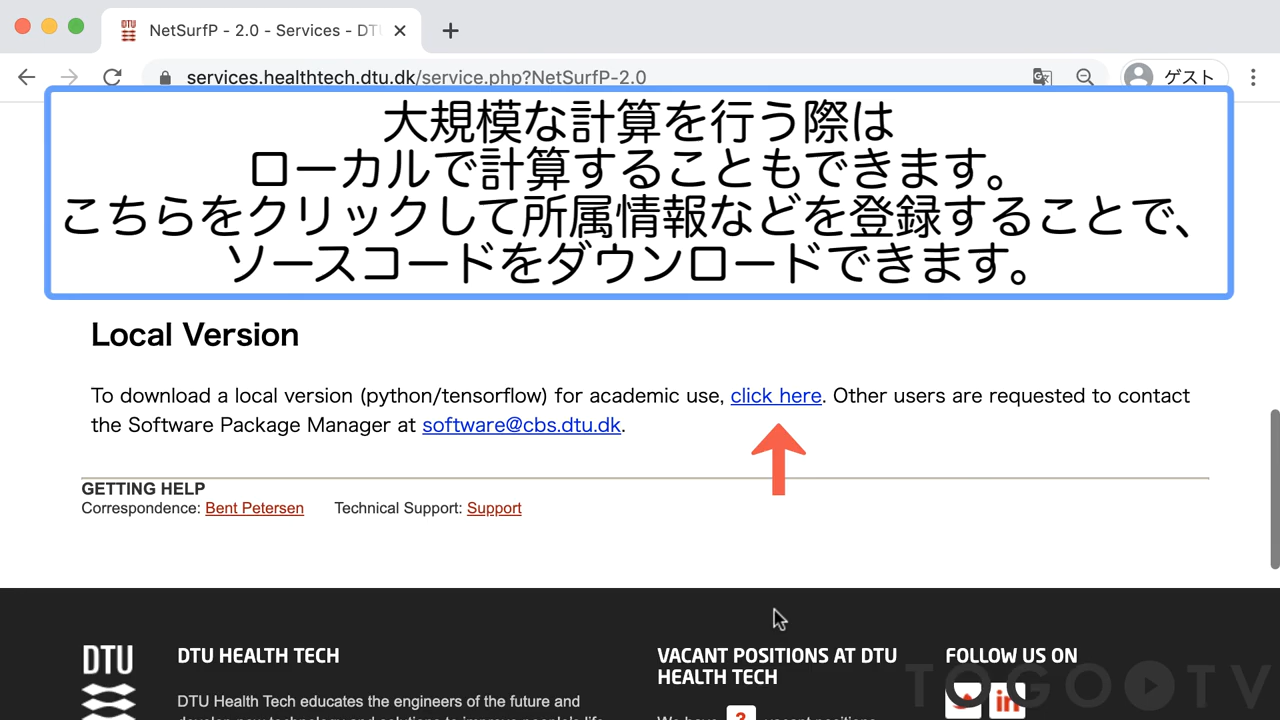 NetSurfP - 2.0 - Services - DTU
services.healthtech.dtu.dk/service.php?NetSurfP-2.0
ゲスト
大規模な計算を行う際は
ローカルで計算することもできます。
こちらをクリックして所属情報などを登録することで、
ソースコードをダウンロードできます。
Local Version
To download a local version (python/tensorflow) for academic use, click here. Other users are requested to contact
the Software Package Manager at software@cbs.dtu.dk.
GETTING HELP
Correspondence: Bent Petersen Technical Support: Support
DTU
DTU HEALTH TECH
DTU Health Tech educates the engineers of the future and
VACANT POSITIONS AT DTU
HEALTH TECH
We have 3 vacant positions
FOLLOW US ON
in
TOGO TV